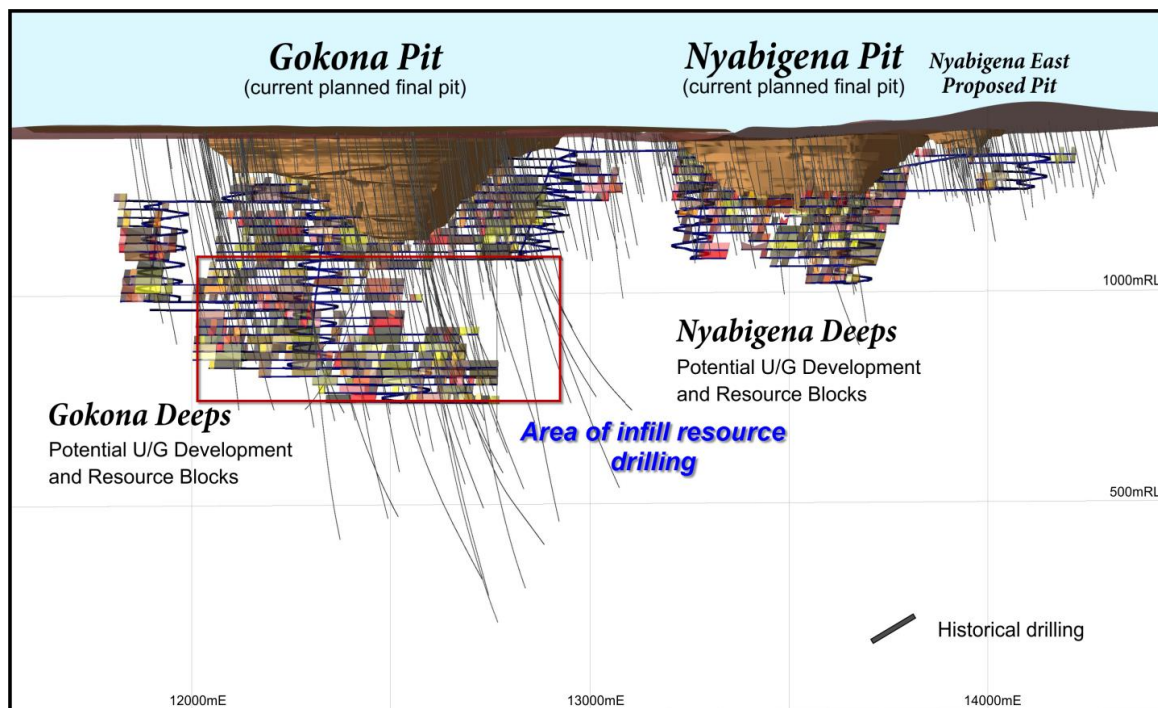 Gokona Pit
(current planned final pit)
Nyabigena Pit
(current planned final pit)
Nyabigena East
Proposed Pit
1000mRL
Nyabigena Deeps
Potential U/G Development
and Resource Blocks
Gokona Deeps
Potential U/G Development
and Resource Blocks
Area of infill resource
drilling
500mRL
Historical drilling
12000mE
13000mE
14000mE